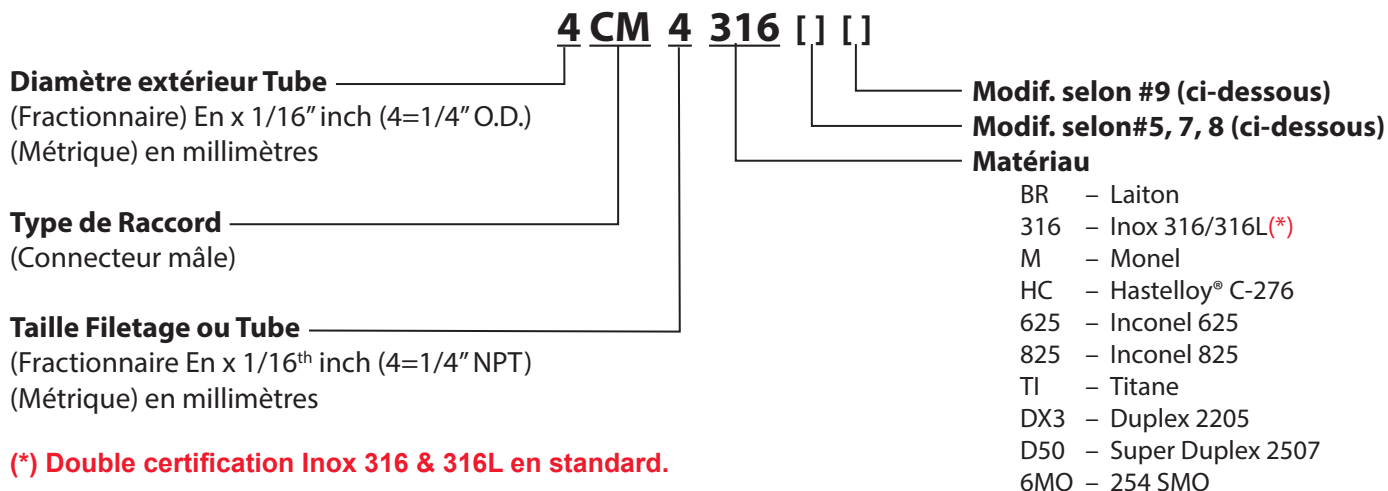 4 CM 4 316 [ ] [ ]
Diamètre extérieur Tube
(Fractionnaire) En x 1/16” inch (4=1/4” O.D.)
(Métrique) en millimètres
Type de Raccord
(Connecteur mâle)
Taille Filetage ou Tube
(Fractionnaire En x 1/16th inch (4=1/4” NPT)
(Métrique) en millimètres
(*) Double certification Inox 316 & 316L en standard.
Modif. selon #9 (ci-dessous)
Modif. selon#5, 7, 8 (ci-dessous)
Matériau
BR – Laiton
316 – Inox 316/316L(*)
M – Monel
HC – Hastelloy® C-276
625 – Inconel 625
825 – Inconel 825
TI – Titane
DX3 – Duplex 2205
D50 – Super Duplex 2507
6MO – 254 SMO